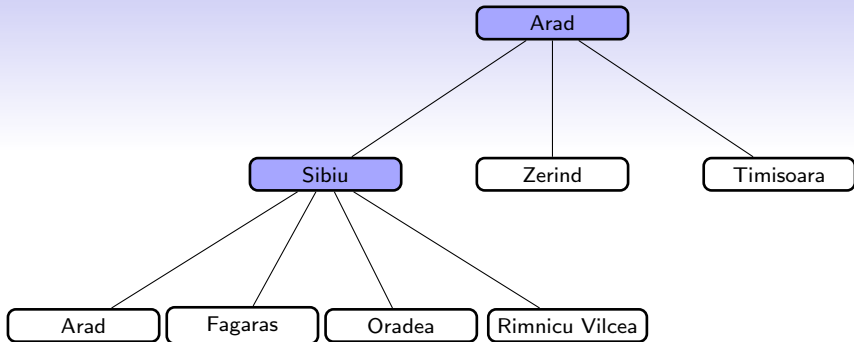 Arad
Sibiu
Zerind
Timisoara
Arad
Fagaras
Oradea
Rimnicu Vilcea